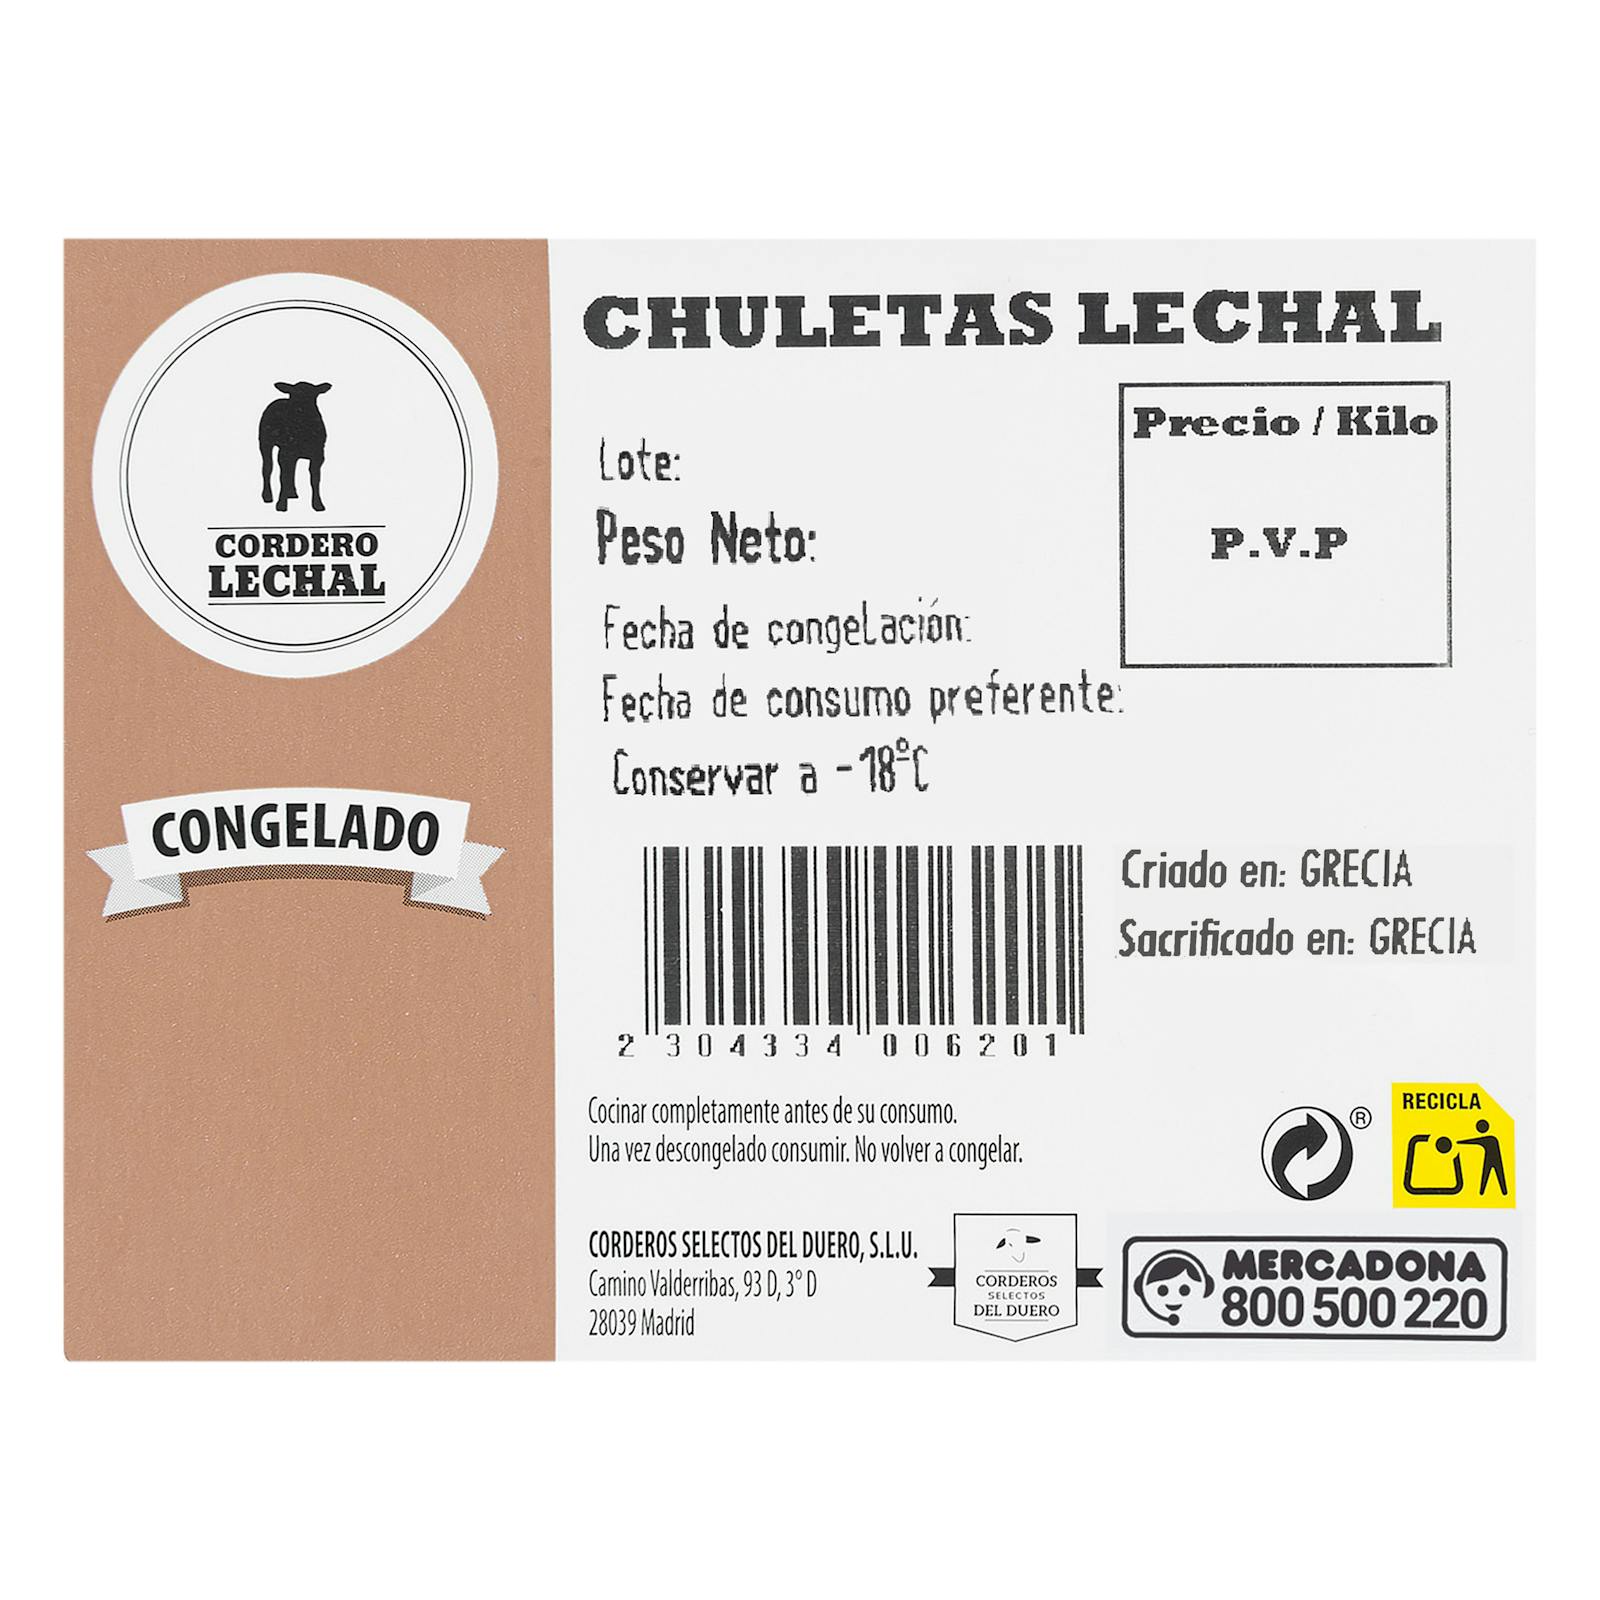 CORDERO
LECHAL
CONGELADO
CHULETAS LECHAL
Precio / Kilo
P.V.P
Lote:
Peso Neto:
Fecha de congelación:
Fecha de consumo preferente:
Conservar a -18ºC
2 304334 006201
Criado en: GRECIA
Sacrificado en: GRECIA
Cocinar completamente antes de su consumo.
Una vez descongelado consumir. No volver a congelar.
®
RECICLA
CORDEROS SELECTOS DEL DUERO, S.L.U.
Camino Valderribas, 93 D, 3° D
28039 Madrid
CORDEROS
SELECTOS
DEL DUERO
MERCADONA
800 500 220